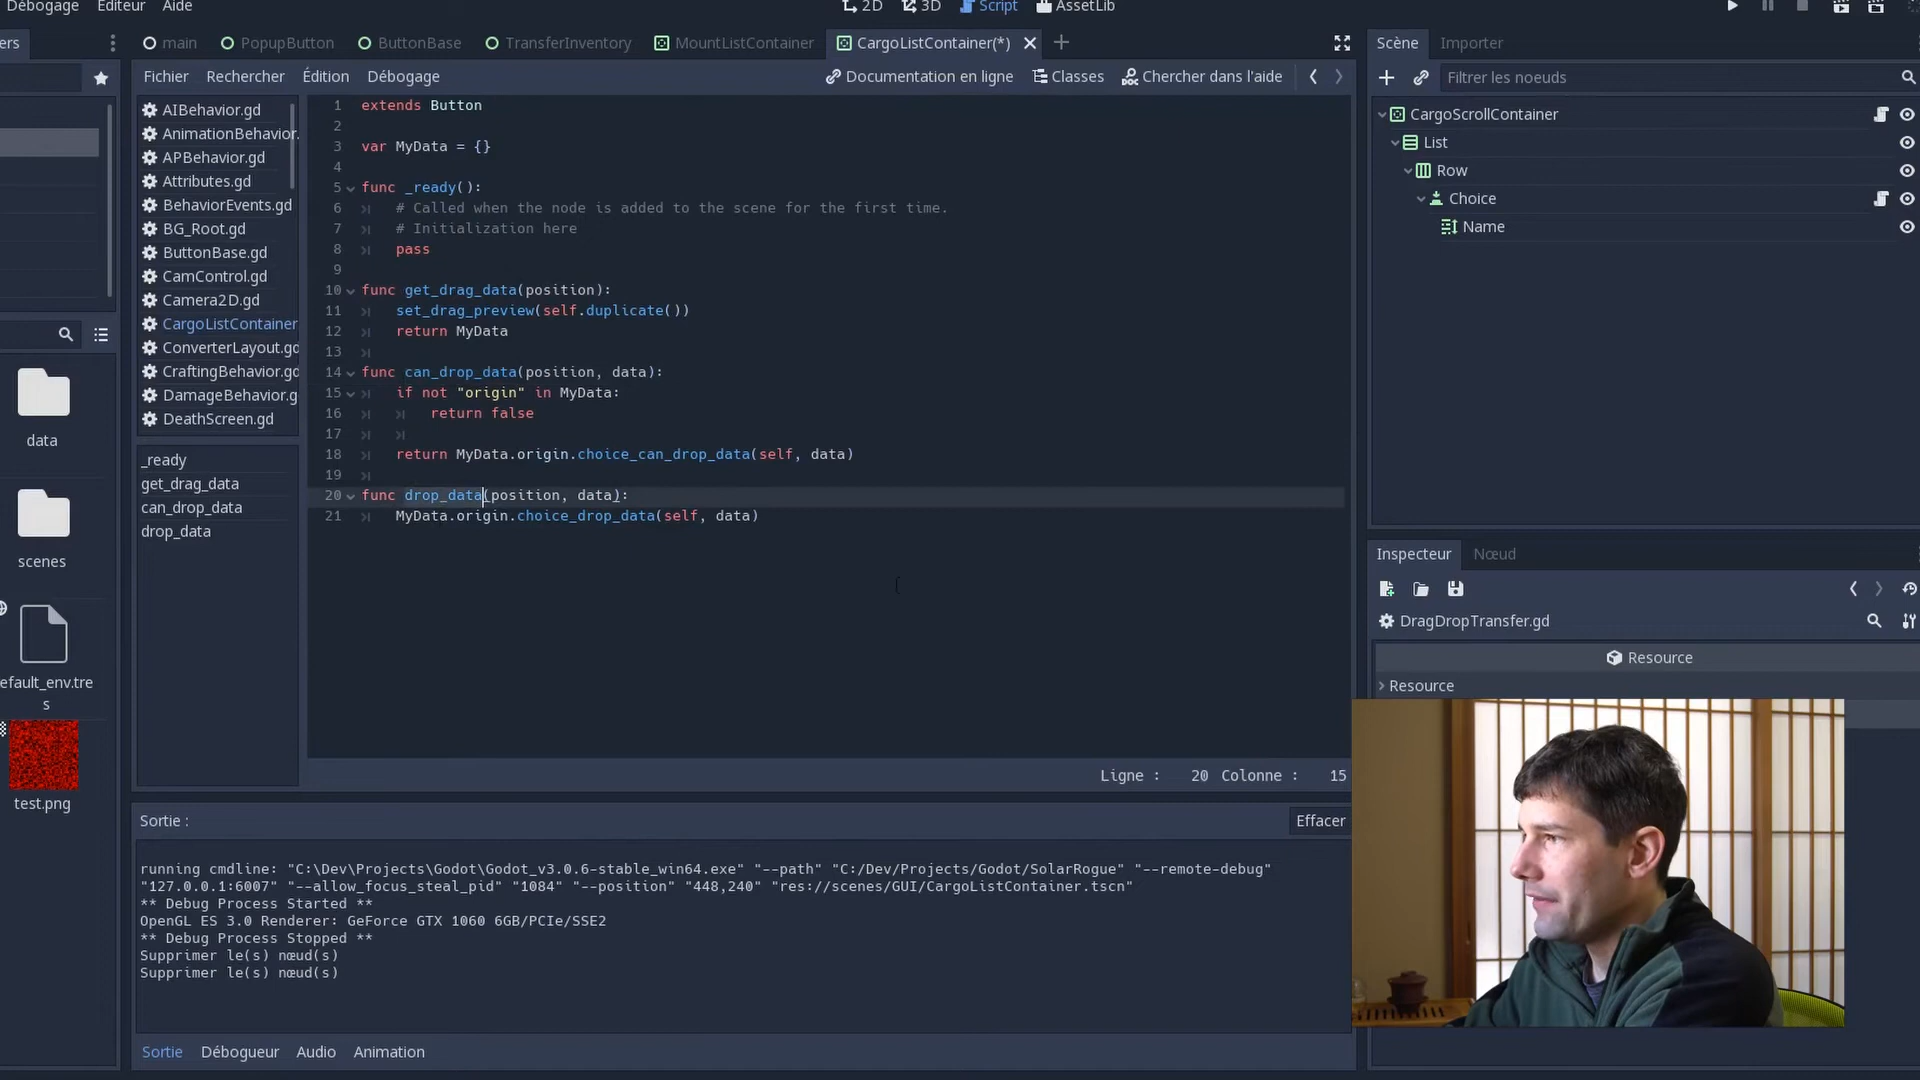 Débogage Éditeur Aide
2D 3D Script AssetLib
ers
main PopupButton ButtonBase TransferInventory MountListContainer CargoListContainer(*)
Fichier Rechercher Édition Débogage
Documentation en ligne Classes Chercher dans l'aide
AIBehavior.gd
AnimationBehavior.
APBehavior.gd
Attributes.gd
BehaviorEvents.gd
BG_Root.gd
ButtonBase.gd
CamControl.gd
Camera2D.gd
CargoListContainer
ConverterLayout.gd
CraftingBehavior.gd
DamageBehavior.g
DeathScreen.gd
_ready
get_drag_data
can_drop_data
drop_data
data
scenes
efault_env.tre
s
test.png
1 extends Button
2
3 var MyData = {}
4
5 func _ready():
6 # Called when the node is added to the scene for the first time.
7 # Initialization here
8 pass
9
10 func get_drag_data(position):
11 set_drag_preview(self.duplicate())
12 return MyData
13
14 func can_drop_data(position, data):
15 if not "origin" in MyData:
16 return false
17
18 return MyData.origin.choice_can_drop_data(self, data)
19
20 func drop_data(position, data):
21 MyData.origin.choice_drop_data(self, data)
Ligne : 20 Colonne : 15
Sortie :
Effacer
running cmdline: "C:\Dev\Projects\Godot\Godot_v3.0.6-stable_win64.exe" "--path" "C:/Dev/Projects/Godot/SolarRogue" "--remote-debug"
"127.0.0.1:6007" "--allow_focus_steal_pid" "1084" "--position" "448,240" "res://scenes/GUI/CargoListContainer.tscn"
** Debug Process Started **
OpenGL ES 3.0 Renderer: GeForce GTX 1060 6GB/PCIe/SSE2
** Debug Process Stopped **
Supprimer le(s) nœud(s)
Supprimer le(s) nœud(s)
Sortie Débogueur Audio Animation
Scène Importer
Filtrer les noeuds
CargoScrollContainer
List
Row
Choice
Name
Inspecteur Nœud
DragDropTransfer.gd
Resource
Resource